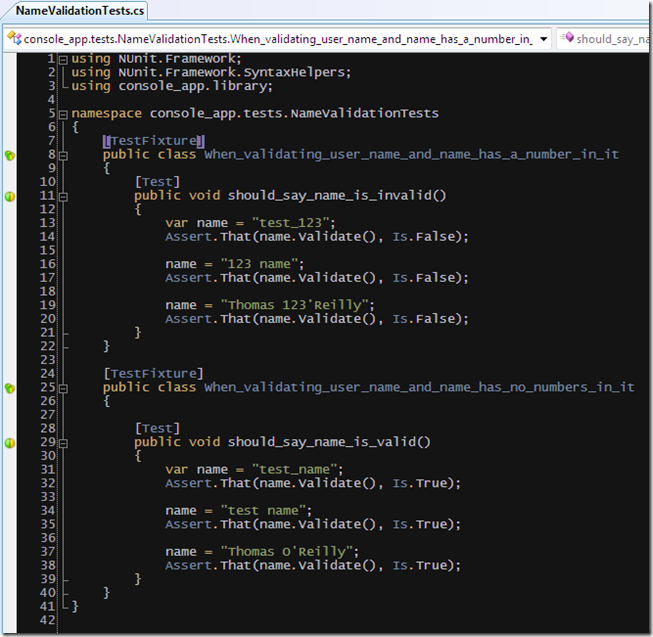 NameValidationTests.cs
console_app.tests.NameValidationTests.When_validating_user_name_and_name_has_a_number_in_ should_say_na
1 using NUnit.Framework;
2 using NUnit.Framework.SyntaxHelpers;
3 using console_app.library;
4
5 namespace console_app.tests.NameValidationTests
6 {
7 [TestFixture]
8 public class When_validating_user_name_and_name_has_a_number_in_it
9 {
10 [Test]
11 public void should_say_name_is_invalid()
12 {
13 var name = "test_123";
14 Assert.That(name.Validate(), Is.False);
15
16 name = "123 name";
17 Assert.That(name.Validate(), Is.False);
18
19 name = "Thomas 123'Reilly";
20 Assert.That(name.Validate(), Is.False);
21 }
22 }
23
24 [TestFixture]
25 public class When_validating_user_name_and_name_has_no_numbers_in_it
26 {
27
28 [Test]
29 public void should_say_name_is_valid()
30 {
31 var name = "test_name";
32 Assert.That(name.Validate(), Is.True);
33
34 name = "test name";
35 Assert.That(name.Validate(), Is.True);
36
37 name = "Thomas O'Reilly";
38 Assert.That(name.Validate(), Is.True);
39 }
40 }
41 }
42